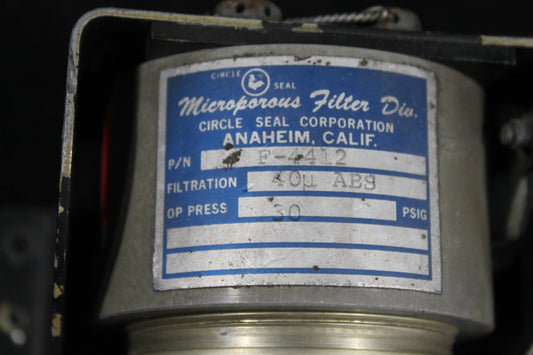 CIRCLE SEAL
Microporous Filter Div.
CIRCLE SEAL CORPORATION
ANAHEIM, CALIF.
P/N F-4412
FILTRATION 40µ ABS
OP PRESS 30 PSIG